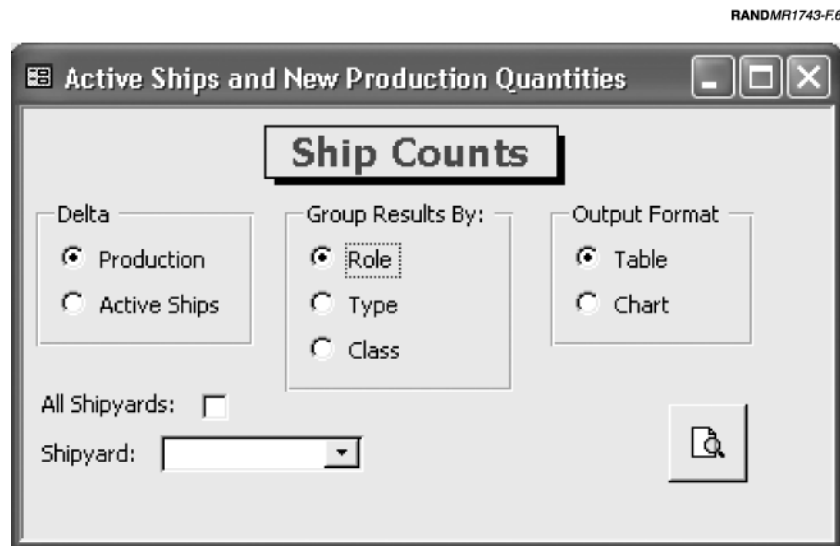 RANDMR1743-F.6
Active Ships and New Production Quantities
Ship Counts
Delta
Production
Active Ships
Group Results By:
Role
Type
Class
Output Format
Table
Chart
All Shipyards:
Shipyard: